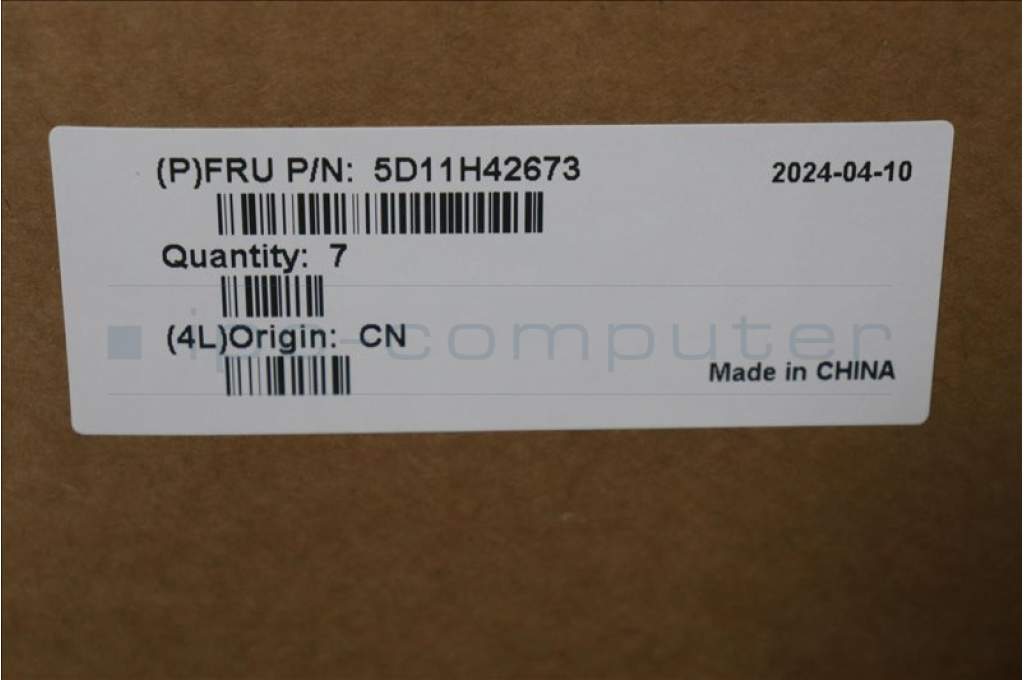 (P)FRU P/N: 5D11H42673
2024-04-10
Quantity: 7
(4L)Origin: CN
computer
Made in CHINA